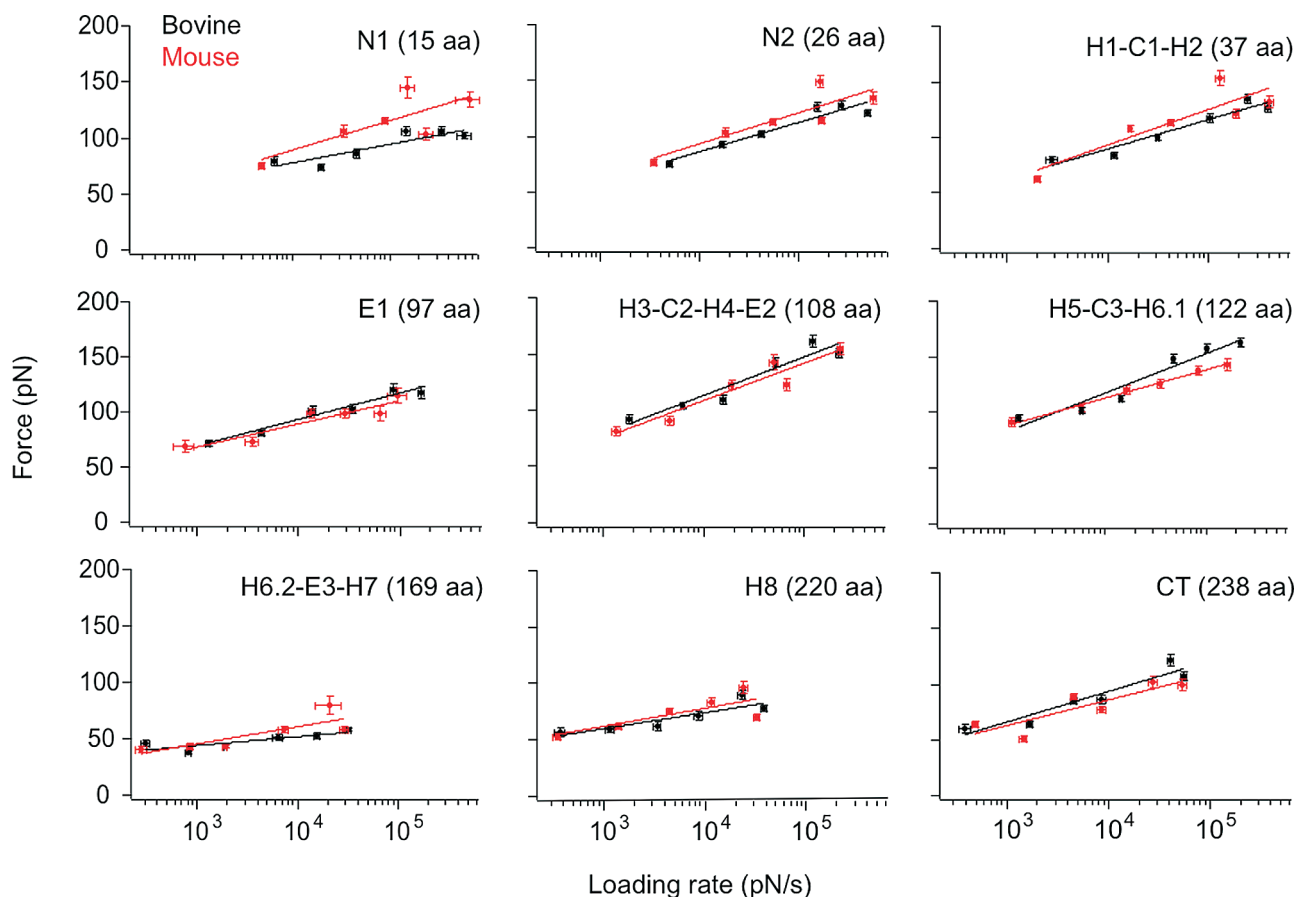 Bovine
Mouse
N1 (15 aa)
N2 (26 aa)
H1-C1-H2 (37 aa)
200
150
100
50
0
E1 (97 aa)
H3-C2-H4-E2 (108 aa)
H5-C3-H6.1 (122 aa)
200
150
100
50
0
Force (pN)
H6.2-E3-H7 (169 aa)
H8 (220 aa)
CT (238 aa)
200
150
100
50
0
10³ 10⁴ 10⁵ 10³ 10⁴ 10⁵ 10³ 10⁴ 10⁵
Loading rate (pN/s)